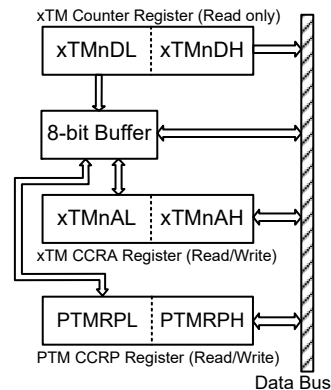 xTM Counter Register (Read only)
xTMnDL xTMnDH
8-bit Buffer
xTMnAL xTMnAH
xTM CCRA Register (Read/Write)
PTMRPL PTMRPH
PTM CCRP Register (Read/Write)
Data Bus